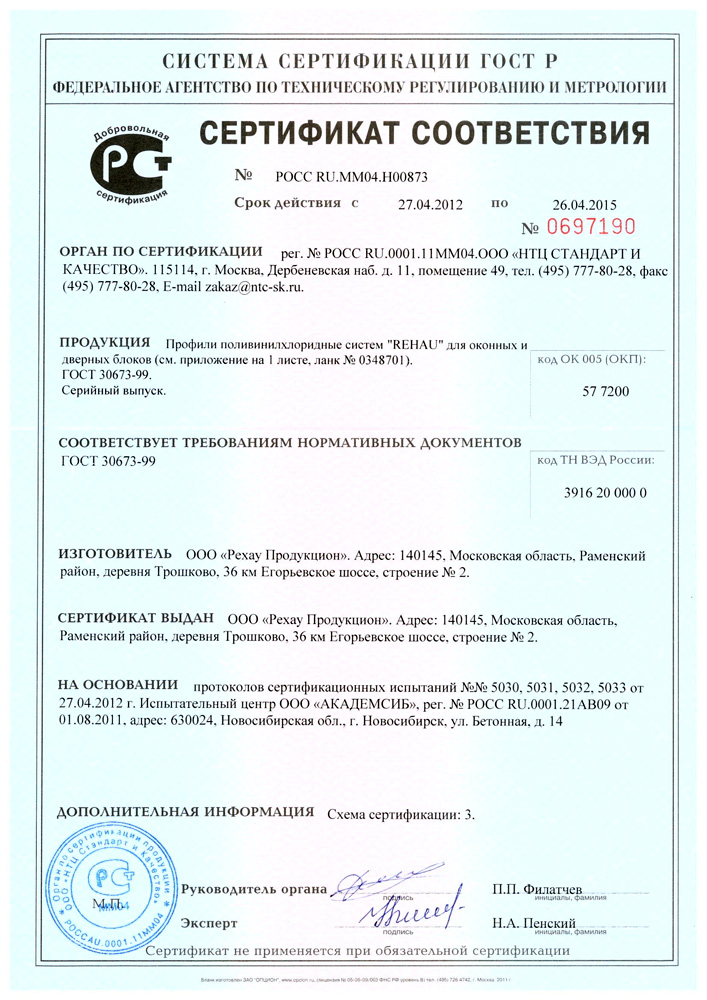 СИСТЕМА СЕРТИФИКАЦИИ ГОСТ Р
ФЕДЕРАЛЬНОЕ АГЕНТСТВО ПО ТЕХНИЧЕСКОМУ РЕГУЛИРОВАНИЮ И МЕТРОЛОГИИ
Добровольная
РСТ
сертификация
СЕРТИФИКАТ СООТВЕТСТВИЯ
№ РОСС RU.ММ04.Н00873
Срок действия с 27.04.2012 по 26.04.2015
№ 0697190
ОРГАН ПО СЕРТИФИКАЦИИ рег. № РОСС RU.0001.11ММ04.ООО «НТЦ СТАНДАРТ И
КАЧЕСТВО». 115114, г. Москва, Дербеневская наб. д. 11, помещение 49, тел. (495) 777-80-28, факс
(495) 777-80-28, E-mail zakaz@ntc-sk.ru.
ПРОДУКЦИЯ Профили поливинилхлоридные систем "REHAU" для оконных и
дверных блоков (см. приложение на 1 листе, ланк № 0348701).
ГОСТ 30673-99.
Серийный выпуск.
код ОК 005 (ОКП):
57 7200
СООТВЕТСТВУЕТ ТРЕБОВАНИЯМ НОРМАТИВНЫХ ДОКУМЕНТОВ
ГОСТ 30673-99
код ТН ВЭД России:
3916 20 000 0
ИЗГОТОВИТЕЛЬ ООО «Рехау Продукцион». Адрес: 140145, Московская область, Раменский
район, деревня Трошково, 36 км Егорьевское шоссе, строение № 2.
СЕРТИФИКАТ ВЫДАН ООО «Рехау Продукцион». Адрес: 140145, Московская область,
Раменский район, деревня Трошково, 36 км Егорьевское шоссе, строение № 2.
НА ОСНОВАНИИ протоколов сертификационных испытаний №№ 5030, 5031, 5032, 5033 от
27.04.2012 г. Испытательный центр ООО «АКАДЕМСИБ», рег. № РОСС RU.0001.21АВ09 от
01.08.2011, адрес: 630024, Новосибирская обл., г. Новосибирск, ул. Бетонная, д. 14
ДОПОЛНИТЕЛЬНАЯ ИНФОРМАЦИЯ Схема сертификации: 3.
Орган по сертификации продукции
ООО «НТЦ Стандарт и Качество»
РСТ
ММ04
М.П.
РОССRU.0001.11ММ04
Руководитель органа П.П. Филатчев
подпись инициалы, фамилия
Эксперт Н.А. Пенский
подпись инициалы, фамилия
Сертификат не применяется при обязательной сертификации